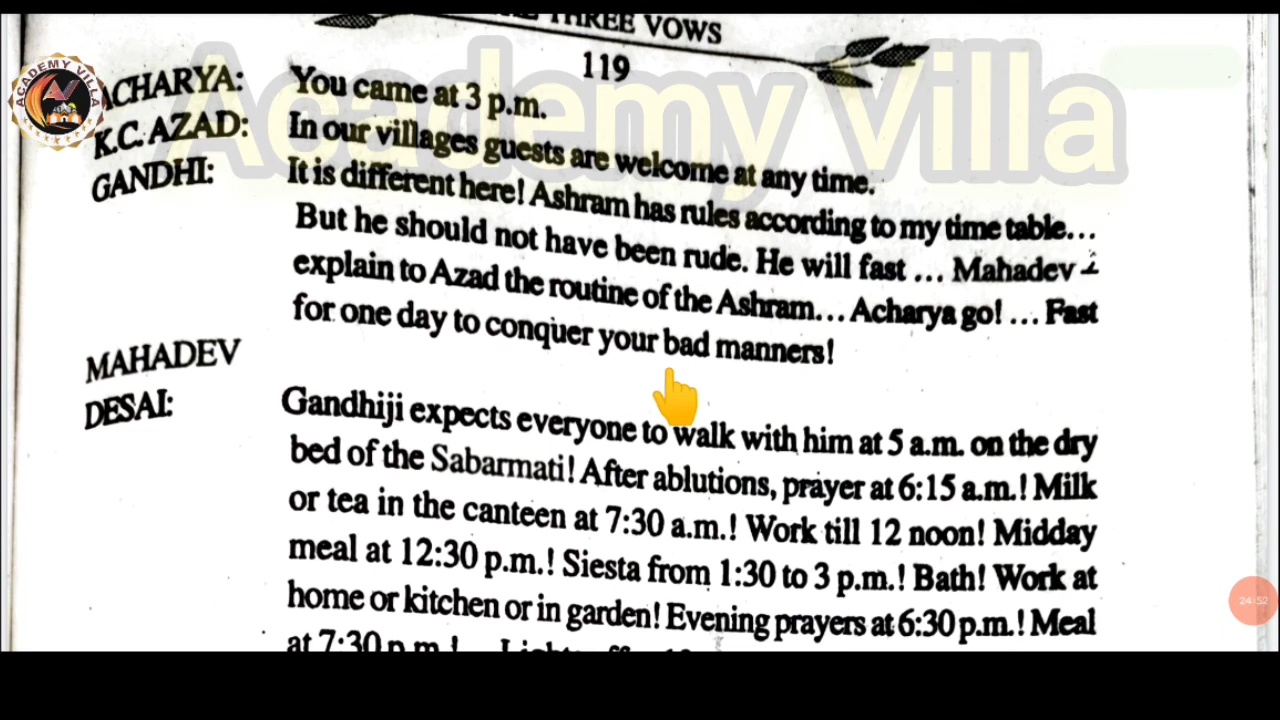 THREE VOWS
119
ACADEMY VILLA
AV
Academy Villa
ACHARYA: You came at 3 p.m.
K.C. AZAD: In our villages guests are welcome at any time.
GANDHI: It is different here! Ashram has rules according to my time table...
But he should not have been rude. He will fast ... Mahadev -
explain to Azad the routine of the Ashram... Acharya go! ... Fast
for one day to conquer your bad manners!
MAHADEV
DESAI: Gandhiji expects everyone to walk with him at 5 a.m. on the dry
bed of the Sabarmati! After ablutions, prayer at 6:15 a.m.! Milk
or tea in the canteen at 7:30 a.m.! Work till 12 noon! Midday
meal at 12:30 p.m.! Siesta from 1:30 to 3 p.m.! Bath! Work at
home or kitchen or in garden! Evening prayers at 6:30 p.m.! Meal
at 7:30 p.m.!
24:52